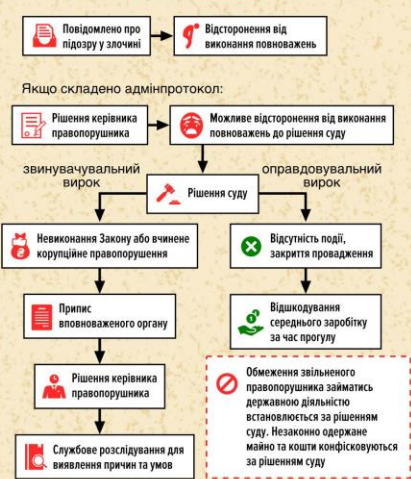 Повідомлено про
підозру у злочині
Відсторонення від
виконання повноважень
Якщо складено адмінпротокол:
Рішення керівника
правопорушника
Можливе відсторонення від виконання
повноважень до рішення суду
звинувачувальний
вирок
Рішення суду
оправдовувальний
вирок
Невиконання Закону або вчинене
корупційне правопорушення
Відсутність події,
закриття провадження
Припис
вповноваженого органу
Відшкодування
середнього заробітку
за час прогулу
Рішення керівника
правопорушника
Службове розслідування для
виявлення причин та умов
Обмеження звільненого
правопорушника займатись
державною діяльністю
встановлюється за рішенням
суду. Незаконно одержане
майно та кошти конфісковуються
за рішенням суду